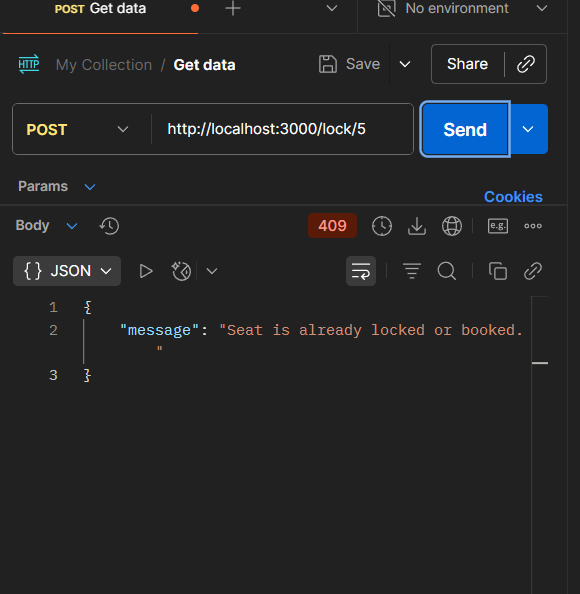 POST Get data
No environment
HTTP My Collection / Get data
Save
Share
POST
http://localhost:3000/lock/5
Send
Params
Cookies
Body
409
e.g.
{} JSON
1 {
2 "message": "Seat is already locked or booked.
"
3 }